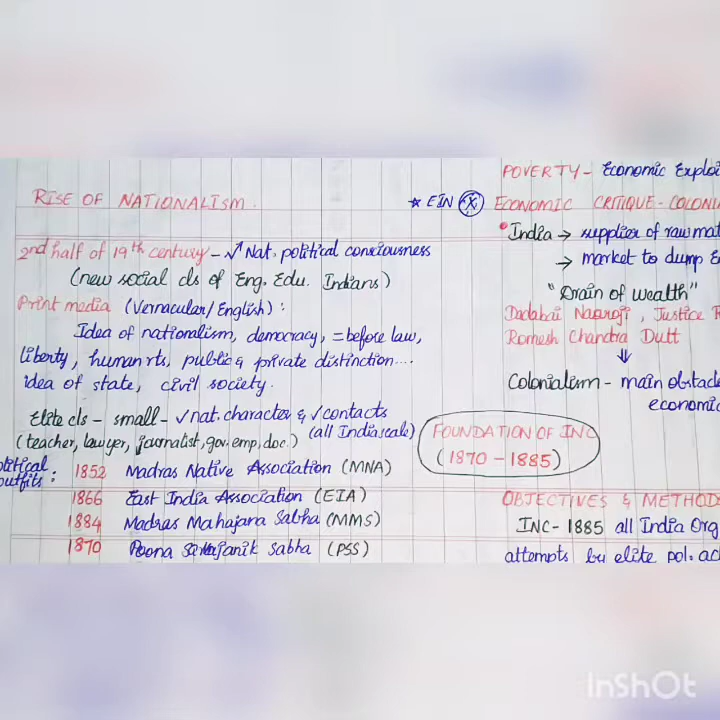 RISE OF NATIONALISM.
2nd half of 19th century - ✓ Nat. political consciousness
(new social cls of Eng. Edu. Indians)
Print media (Vernacular/English):
Idea of nationalism, democracy, = before law,
liberty, human rts, public & private distinction...
idea of state, civil society.
Elite cls - small - ✓ nat. character & ✓ contacts
(teacher, lawyer, journalist, gov. emp, doc.) (all India scale)
olitical
outfits: 1852 Madras Native Association (MNA)
1866 East India Association (EIA)
1884 Madras Mahajara Sabha (MMS)
1870 Poona Sarvajanik Sabha (PSS)
POVERTY - Economic Exploi
★ EIN (X) ECONOMIC CRITIQUE - COLONIA
India → supplier of raw mat
→ market to dump E
"Drain of wealth"
Dadabai Naoroji, Justice R
Romesh Chandra Dutt
⇓
Colonialism - main obstacle
economic
FOUNDATION OF INC
(1870 - 1885)
OBJECTIVES & METHOD
INC - 1885 all India Org
attempts by elite pol. ac
InShOt